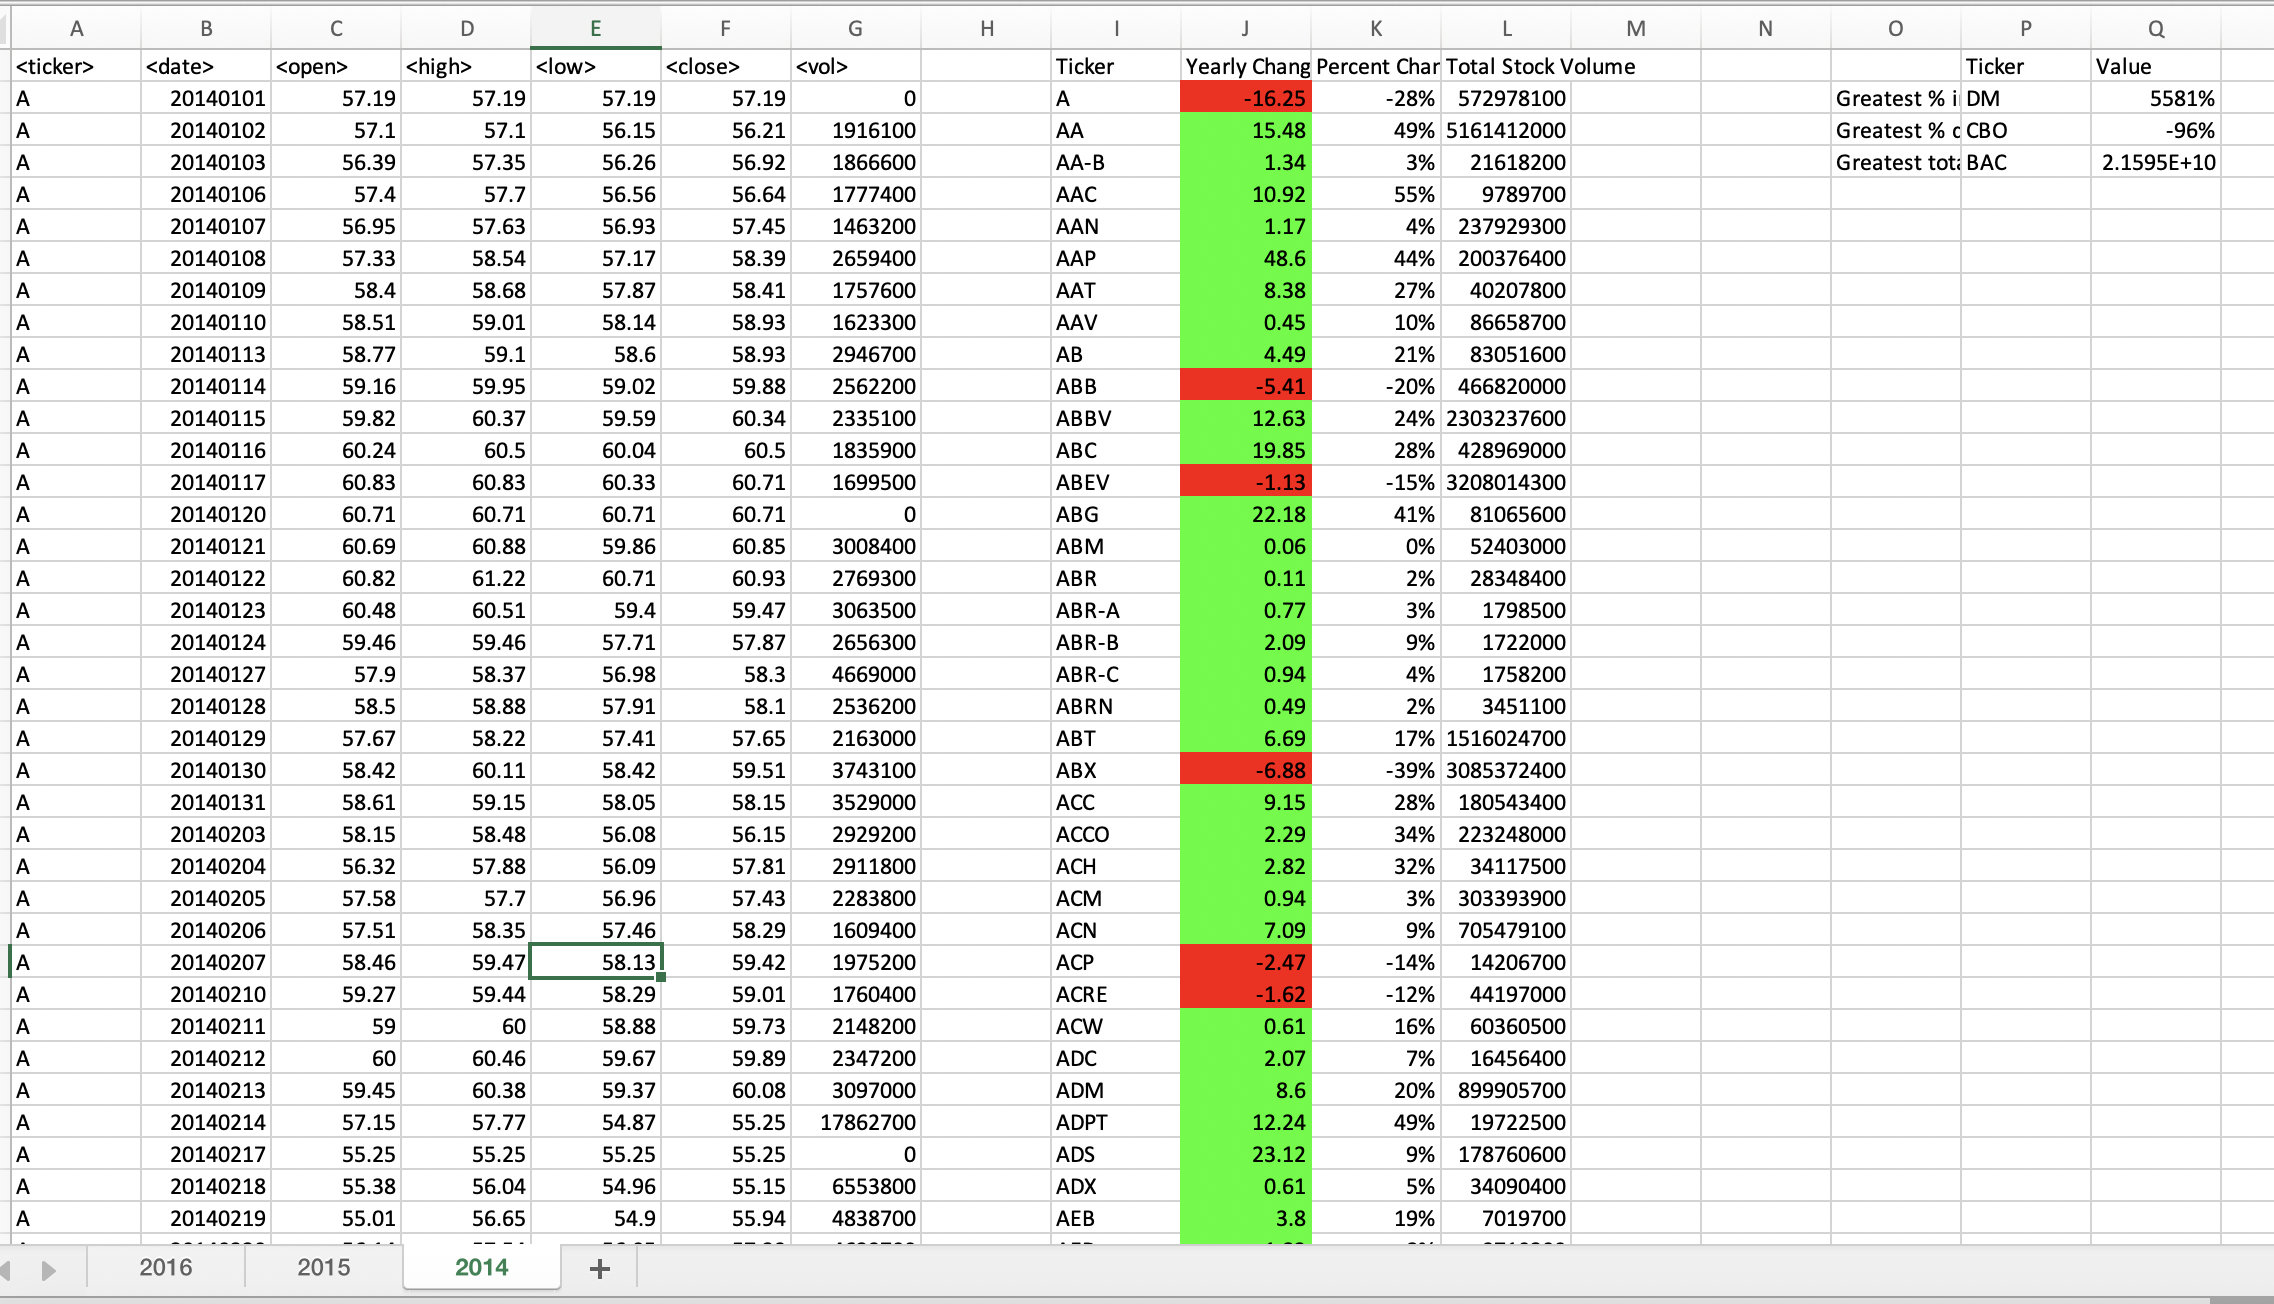 A B C D E F G H I J K L M N O P Q
<ticker> <date> <open> <high> <low> <close> <vol> Ticker Yearly Chang Percent Char Total Stock Volume Ticker Value
A 20140101 57.19 57.19 57.19 57.19 0 A -16.25 -28% 572978100 Greatest % i DM 5581%
A 20140102 57.1 57.1 56.15 56.21 1916100 AA 15.48 49% 5161412000 Greatest % d CBO -96%
A 20140103 56.39 57.35 56.26 56.92 1866600 AA-B 1.34 3% 21618200 Greatest tota BAC 2.1595E+10
A 20140106 57.4 57.7 56.56 56.64 1777400 AAC 10.92 55% 9789700
A 20140107 56.95 57.63 56.93 57.45 1463200 AAN 1.17 4% 237929300
A 20140108 57.33 58.54 57.17 58.39 2659400 AAP 48.6 44% 200376400
A 20140109 58.4 58.68 57.87 58.41 1757600 AAT 8.38 27% 40207800
A 20140110 58.51 59.01 58.14 58.93 1623300 AAV 0.45 10% 86658700
A 20140113 58.77 59.1 58.6 58.93 2946700 AB 4.49 21% 83051600
A 20140114 59.16 59.95 59.02 59.88 2562200 ABB -5.41 -20% 466820000
A 20140115 59.82 60.37 59.59 60.34 2335100 ABBV 12.63 24% 2303237600
A 20140116 60.24 60.5 60.04 60.5 1835900 ABC 19.85 28% 428969000
A 20140117 60.83 60.83 60.33 60.71 1699500 ABEV -1.13 -15% 3208014300
A 20140120 60.71 60.71 60.71 60.71 0 ABG 22.18 41% 81065600
A 20140121 60.69 60.88 59.86 60.85 3008400 ABM 0.06 0% 52403000
A 20140122 60.82 61.22 60.71 60.93 2769300 ABR 0.11 2% 28348400
A 20140123 60.48 60.51 59.4 59.47 3063500 ABR-A 0.77 3% 1798500
A 20140124 59.46 59.46 57.71 57.87 2656300 ABR-B 2.09 9% 1722000
A 20140127 57.9 58.37 56.98 58.3 4669000 ABR-C 0.94 4% 1758200
A 20140128 58.5 58.88 57.91 58.1 2536200 ABRN 0.49 2% 3451100
A 20140129 57.67 58.22 57.41 57.65 2163000 ABT 6.69 17% 1516024700
A 20140130 58.42 60.11 58.42 59.51 3743100 ABX -6.88 -39% 3085372400
A 20140131 58.61 59.15 58.05 58.15 3529000 ACC 9.15 28% 180543400
A 20140203 58.15 58.48 56.08 56.15 2929200 ACCO 2.29 34% 223248000
A 20140204 56.32 57.88 56.09 57.81 2911800 ACH 2.82 32% 34117500
A 20140205 57.58 57.7 56.96 57.43 2283800 ACM 0.94 3% 303393900
A 20140206 57.51 58.35 57.46 58.29 1609400 ACN 7.09 9% 705479100
A 20140207 58.46 59.47 58.13 59.42 1975200 ACP -2.47 -14% 14206700
A 20140210 59.27 59.44 58.29 59.01 1760400 ACRE -1.62 -12% 44197000
A 20140211 59 60 58.88 59.73 2148200 ACW 0.61 16% 60360500
A 20140212 60 60.46 59.67 59.89 2347200 ADC 2.07 7% 16456400
A 20140213 59.45 60.38 59.37 60.08 3097000 ADM 8.6 20% 899905700
A 20140214 57.15 57.77 54.87 55.25 17862700 ADPT 12.24 49% 19722500
A 20140217 55.25 55.25 55.25 55.25 0 ADS 23.12 9% 178760600
A 20140218 55.38 56.04 54.96 55.15 6553800 ADX 0.61 5% 34090400
A 20140219 55.01 56.65 54.9 55.94 4838700 AEB 3.8 19% 7019700
2016 2015 2014 +